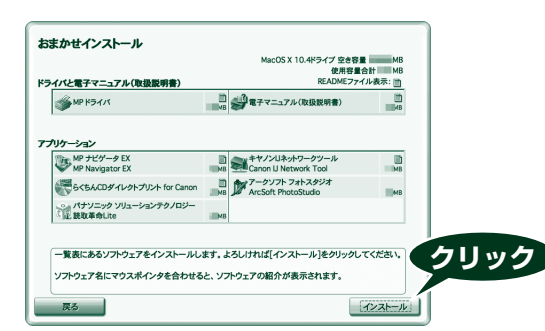 おまかせインストール
MacOS X 10.4ドライブ 空き容量 MB
使用容量合計 MB
READMEファイル表示:
ドライバと電子マニュアル(取扱説明書)
MP ドライバ MB
電子マニュアル(取扱説明書) MB
アプリケーション
MP ナビゲータ EX
MP Navigator EX MB
キヤノンIJネットワークツール
Canon IJ Network Tool MB
らくちんCDダイレクトプリント for Canon MB
アークソフト フォトスタジオ
ArcSoft PhotoStudio MB
パナソニック ソリューションテクノロジー
読取革命Lite MB
一覧表にあるソフトウェアをインストールします。よろしければ[インストール]をクリックしてください。
ソフトウェア名にマウスポインタを合わせると、ソフトウェアの紹介が表示されます。
クリック
戻る
インストール